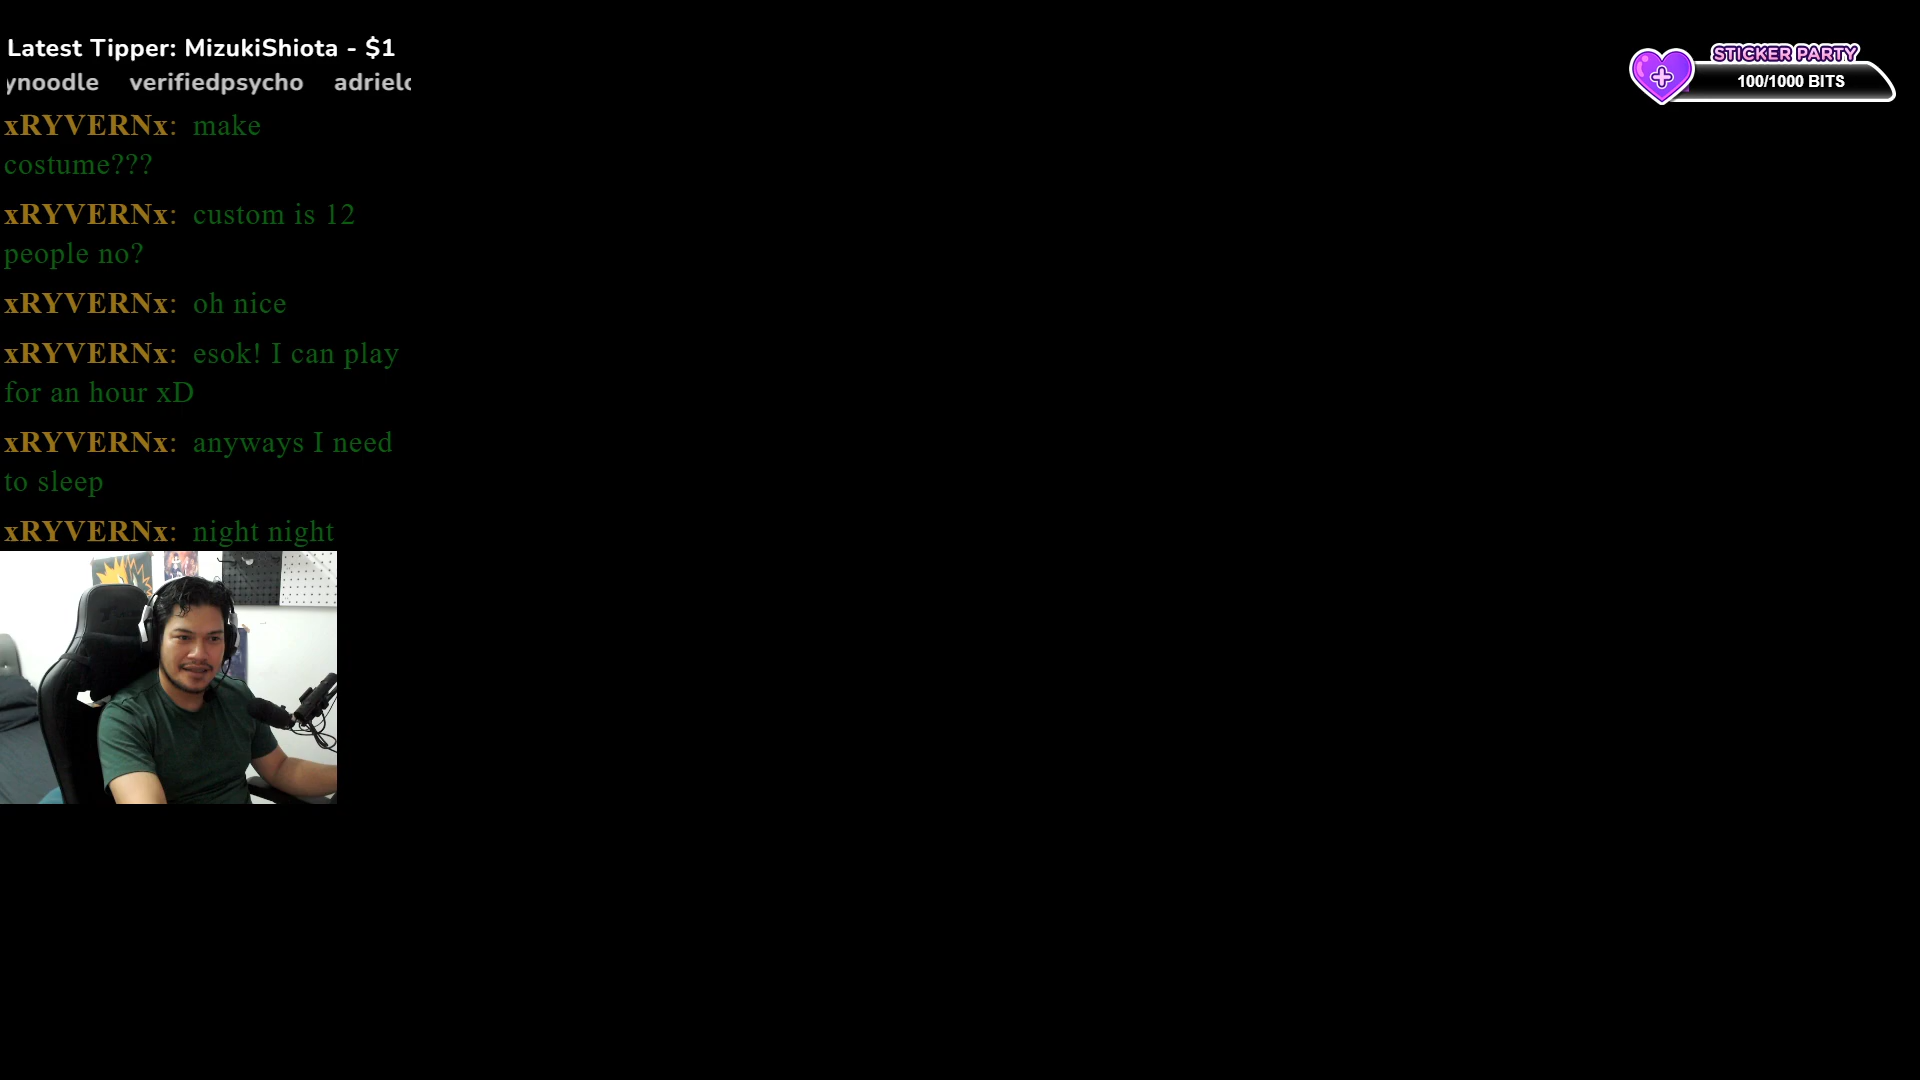 Latest Tipper: MizukiShiota - $1
ynoodle verifiedpsycho adriel
STICKER PARTY
100/1000 BITS
xRYVERNx: make
costume???
xRYVERNx: custom is 12
people no?
xRYVERNx: oh nice
xRYVERNx: esok! I can play
for an hour xD
xRYVERNx: anyways I need
to sleep
xRYVERNx: night night